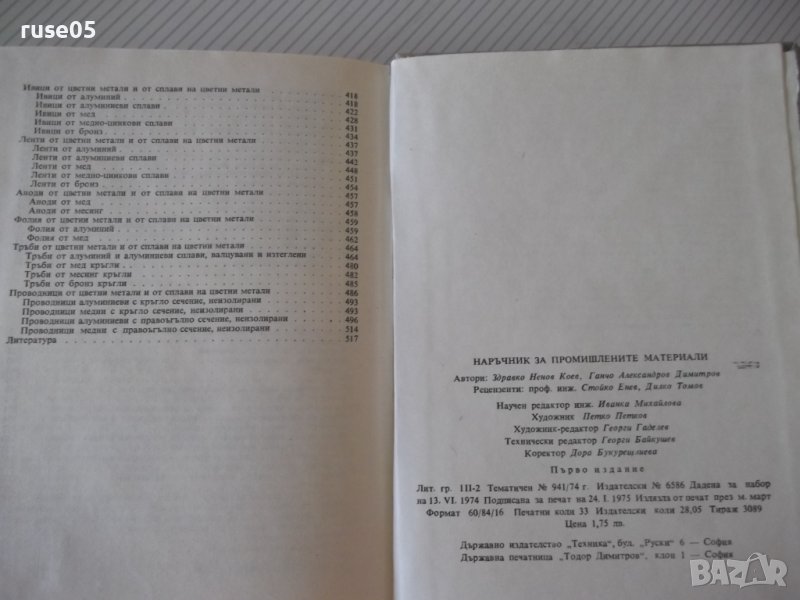 ruse05
Ивици от цветни метали и от сплави на цветни метали 418
Ивици от алуминий 418
Ивици от алуминиеви сплави 422
Ивици от мед 428
Ивици от медно-цинкови сплави 431
Ивици от бронз 434
Ленти от цветни метали и от сплави на цветни метали 437
Ленти от алуминий 437
Ленти от алуминиеви сплави 442
Ленти от мед 448
Ленти от медно-цинкови сплави 451
Ленти от бронз 454
Аноди от цветни метали и от сплави на цветни метали 457
Аноди от мед 457
Аноди от месинг 458
Фолия от цветни метали и от сплави на цветни метали 459
Фолия от алуминий 459
Фолия от мед 462
Тръби от цветни метали и от сплави на цветни метали 464
Тръби от алуминий и алуминиеви сплави, валцувани и изтеглени 464
Тръби от мед кръгли 480
Тръби от месинг кръгли 482
Тръби от бронз кръгли 485
Проводници от цветни метали и от сплави на цветни метали 486
Проводници алуминиеви с кръгло сечение, неизолирани 493
Проводници медни с кръгло сечение, неизолирани 493
Проводници алуминиеви с правоъгълно сечение, неизолирани 496
Проводници медни с правоъгълно сечение, неизолирани 514
Литература 517
НАРЪЧНИК ЗА ПРОМИШЛЕНИТЕ МАТЕРИАЛИ
Автори: Здравко Ненов Коев, Ганчо Александров Димитров
Рецензенти: проф. инж. Стойко Енев, Дилко Томов
Научен редактор инж. Иванка Михайлова
Художник Петко Петков
Художник-редактор Георги Гаделев
Технически редактор Георги Байкушев
Коректор Дора Букурещлиева
Първо издание
Лит. гр. III-2 Тематичен № 941/74 г. Издателски № 6586 Дадена за набор
на 13. VI. 1974 Подписана за печат на 24. I. 1975 Излязла от печат през м. март
Формат 60/84/16 Печатни коли 33 Издателски коли 28,05 Тираж 3089
Цена 1,75 лв.
Държавно издателство „Техника“, бул. „Руски“ 6 — София
Държавна печатница „Тодор Димитров“, клон 1 — София
BAZAR